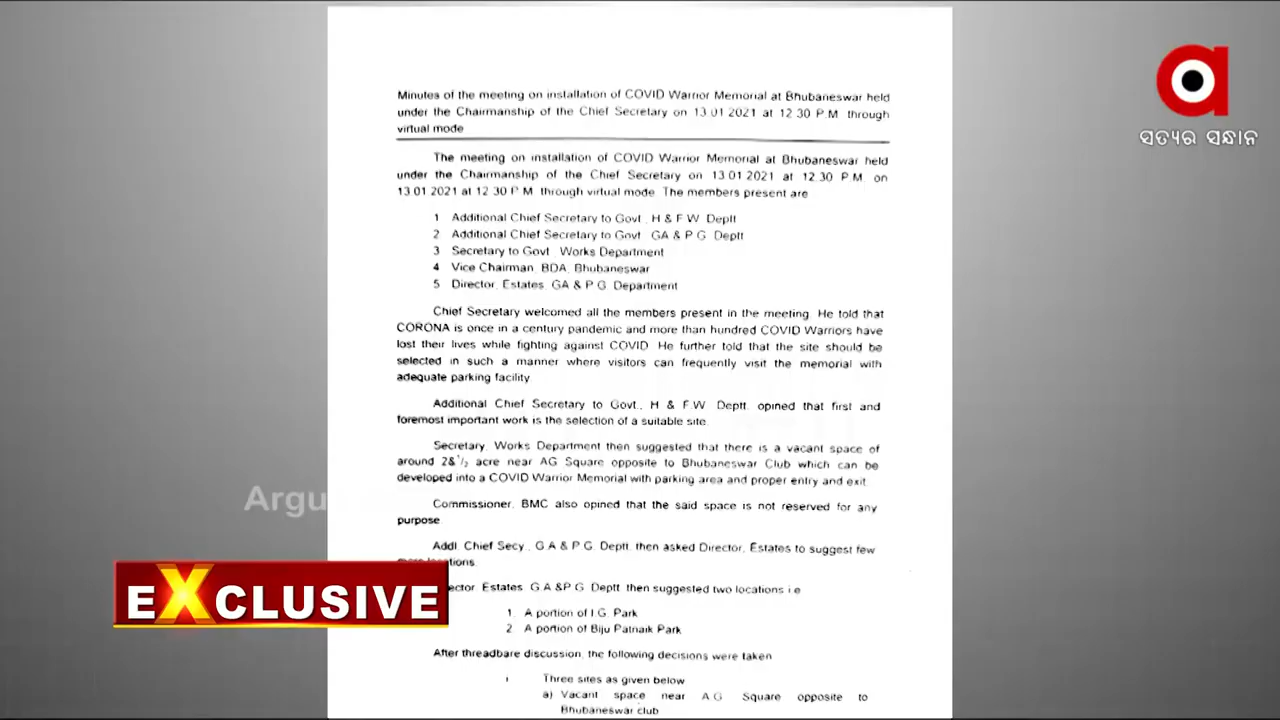 Minutes of the meeting on installation of COVID Warrior Memorial at Bhubaneswar held
under the Chairmanship of the Chief Secretary on 13 01 2021 at 12 30 P.M through
virtual mode
The meeting on installation of COVID Warrior Memorial at Bhubaneswar held
under the Chairmanship of the Chief Secretary on 13 01 2021 at 12 30 P.M. on
13.01 2021 at 12 30 P M through virtual mode. The members present are
1 Additional Chief Secretary to Govt , H & F W Deptt
2 Additional Chief Secretary to Govt GA & P G Deptt
3 Secretary to Govt , Works Department
4 Vice Chairman, BDA, Bhubaneswar
5 Director, Estates, GA & P G Department
Chief Secretary welcomed all the members present in the meeting. He told that
CORONA is once in a century pandemic and more than hundred COVID Warriors have
lost their lives while fighting against COVID. He further told that the site should be
selected in such a manner where visitors can frequently visit the memorial with
adequate parking facility
Additional Chief Secretary to Govt., H & F.W Deptt. opined that first and
foremost important work is the selection of a suitable site.
Secretary, Works Department then suggested that there is a vacant space of
around 2&1/2 acre near AG Square opposite to Bhubaneswar Club which can be
developed into a COVID Warrior Memorial with parking area and proper entry and exit.
Commissioner, BMC also opined that the said space is not reserved for any
purpose
Addl. Chief Secy., G.A & P.G. Deptt. then asked Director, Estates to suggest few
more locations.
ector Estates G.A &P G Deptt then suggested two locations i.e
1 A portion of I.G. Park
2 A portion of Biju Patnaik Park
After threadbare discussion, the following decisions were taken
i Three sites as given below
a) Vacant space near A.G Square opposite to
Bhubaneswar club
Argu
EXCLUSIVE
a
ସତ୍ୟର ସନ୍ଧାନ